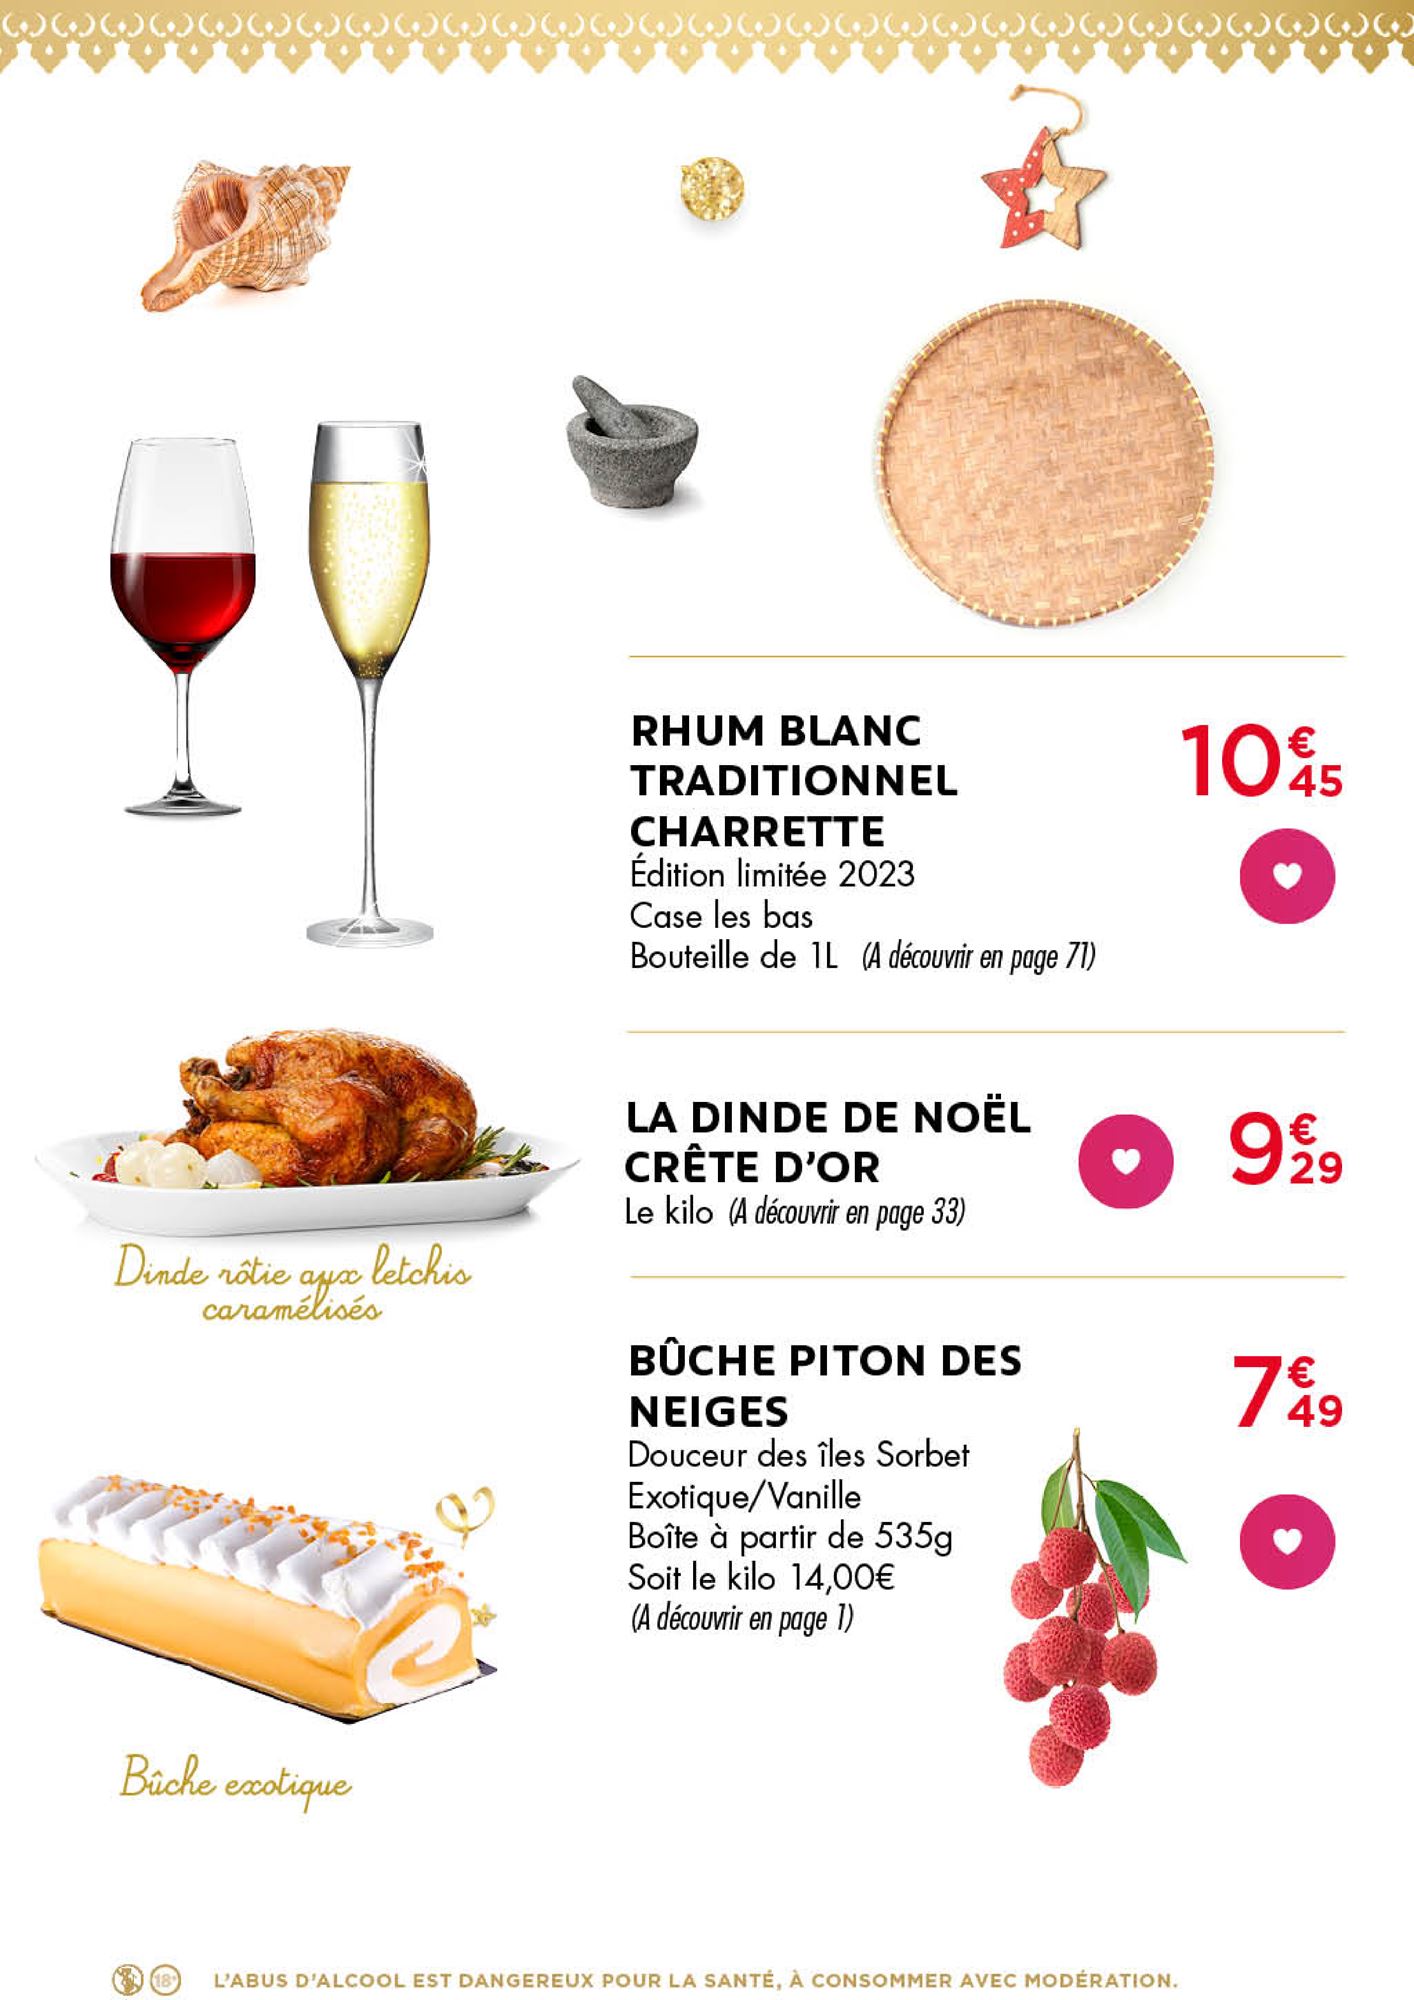 RHUM BLANC
TRADITIONNEL
CHARRETTE
Édition limitée 2023
Case les bas
Bouteille de 1L (A découvrir en page 71)
10€45
LA DINDE DE NOËL
CRÊTE D'OR
Le kilo (A découvrir en page 33)
9€29
Dinde rôtie aux letchis
caramélisés
BÛCHE PITON DES
NEIGES
Douceur des îles Sorbet
Exotique/Vanille
Boîte à partir de 535g
Soit le kilo 14,00€
(A découvrir en page 1)
7€49
Bûche exotique
18+ L'ABUS D'ALCOOL EST DANGEREUX POUR LA SANTÉ, À CONSOMMER AVEC MODÉRATION.